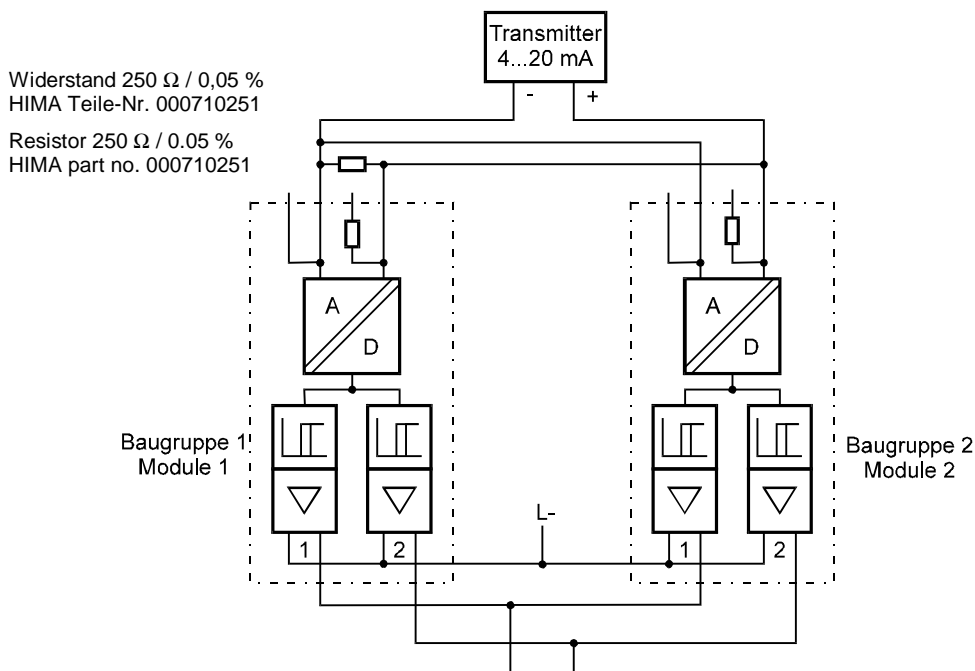 Transmitter
4...20 mA
- +
Widerstand 250 Ω / 0,05 %
HIMA Teile-Nr. 000710251
Resistor 250 Ω / 0.05 %
HIMA part no. 000710251
A
D
A
D
Baugruppe 1
Module 1
Baugruppe 2
Module 2
L-
1 2
1 2